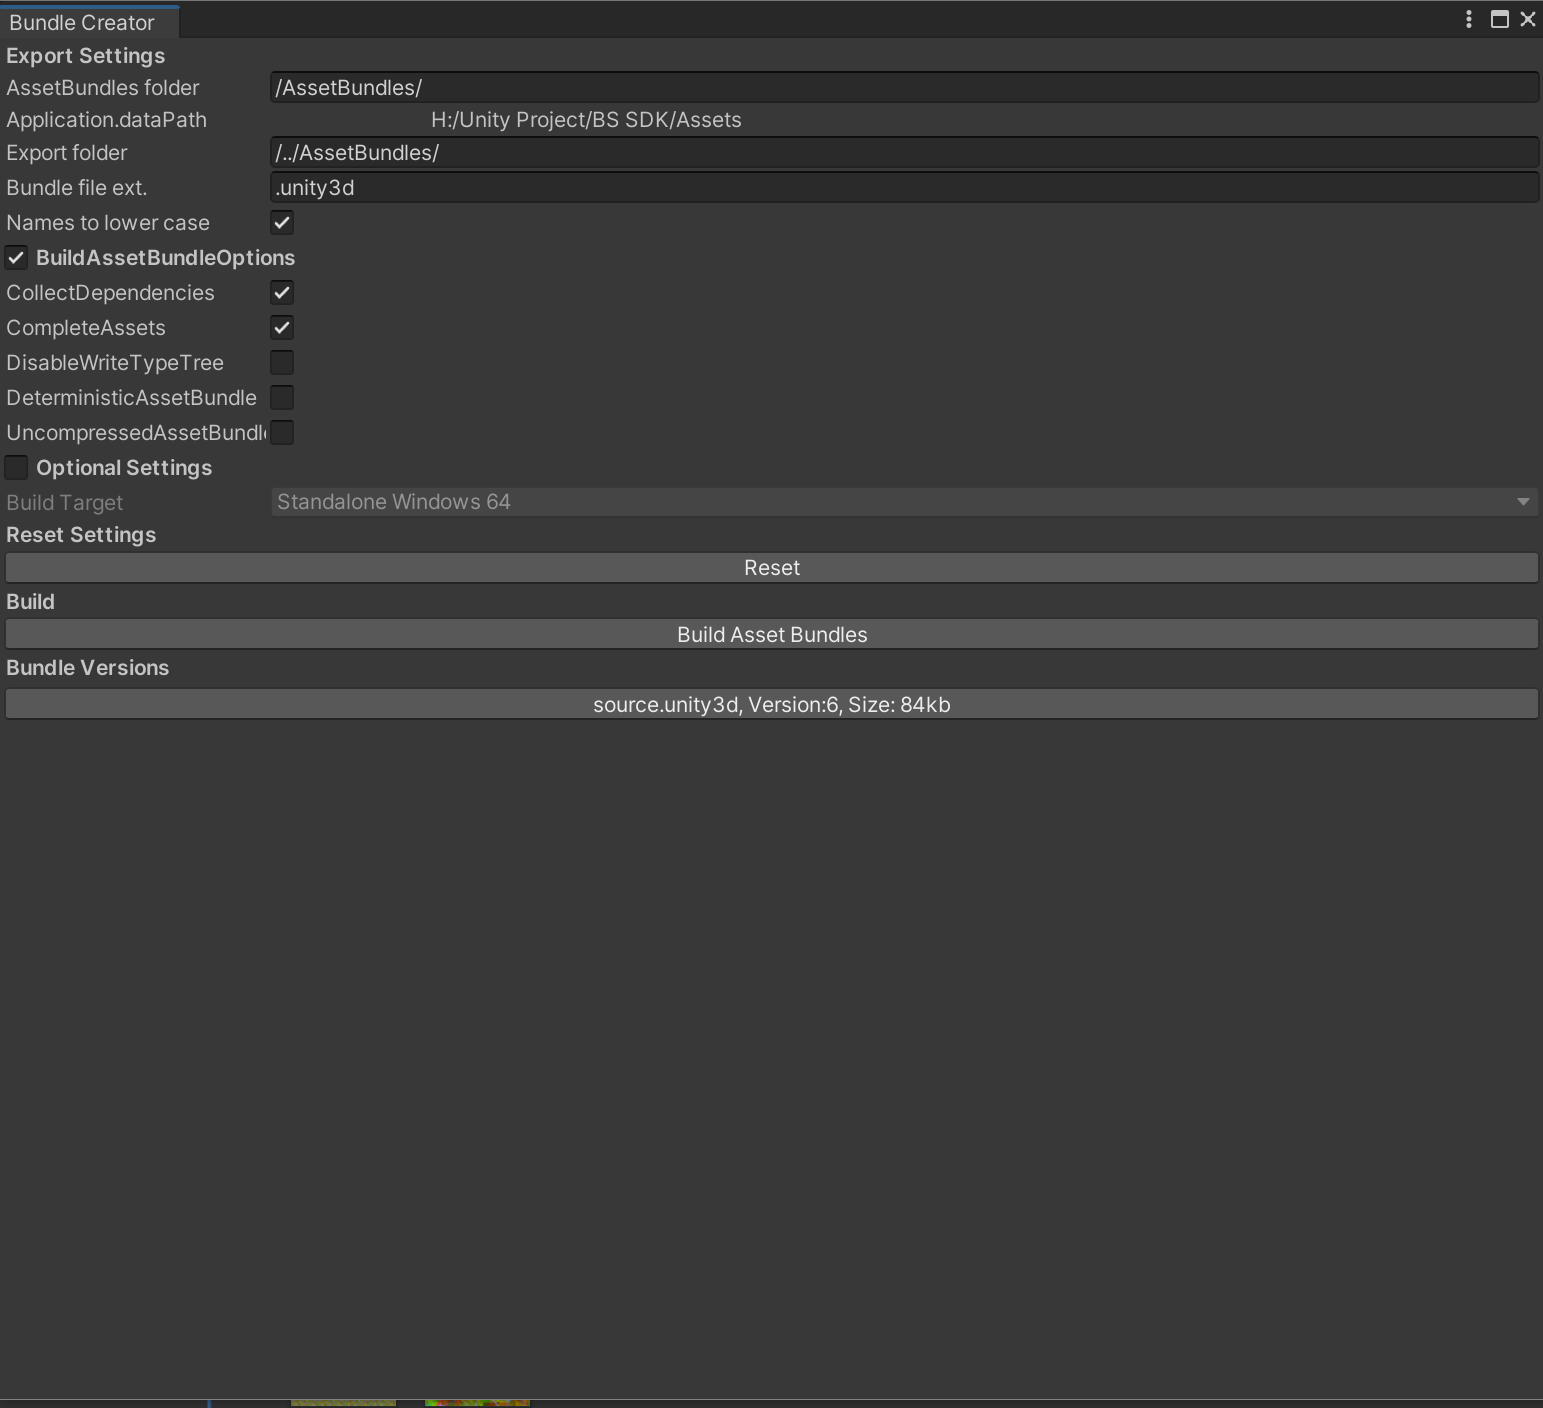 Bundle Creator
Export Settings
AssetBundles folder /AssetBundles/
Application.dataPath H:/Unity Project/BS SDK/Assets
Export folder /../AssetBundles/
Bundle file ext. .unity3d
Names to lower case
BuildAssetBundleOptions
CollectDependencies
CompleteAssets
DisableWriteTypeTree
DeterministicAssetBundle
UncompressedAssetBundl
Optional Settings
Build Target Standalone Windows 64
Reset Settings
Reset
Build
Build Asset Bundles
Bundle Versions
source.unity3d, Version:6, Size: 84kb